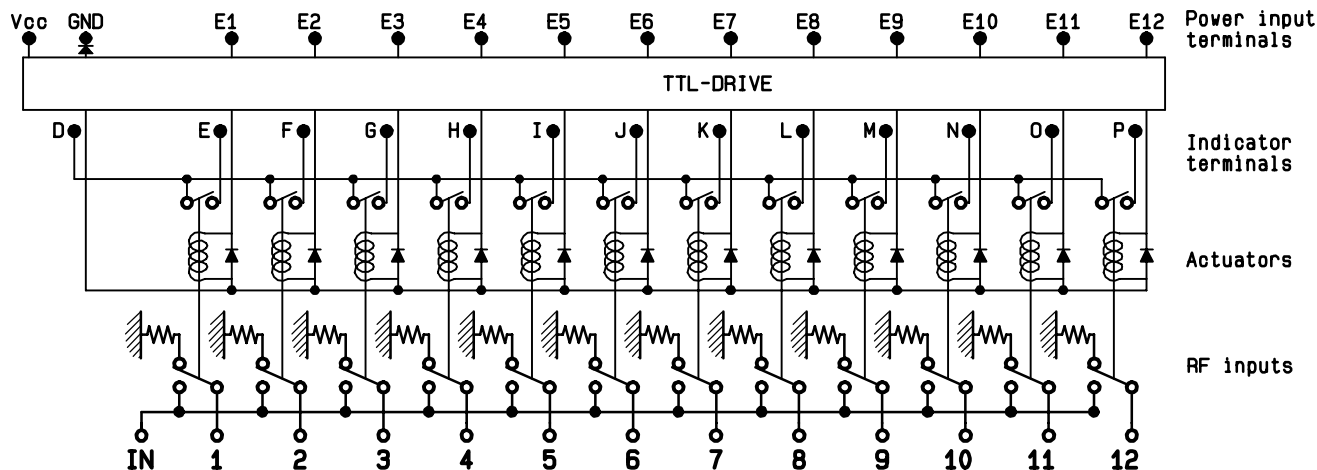 Vcc GND E1 E2 E3 E4 E5 E6 E7 E8 E9 E10 E11 E12 Power input
terminals
TTL-DRIVE
D E F G H I J K L M N O P Indicator
terminals
Actuators
RF inputs
IN 1 2 3 4 5 6 7 8 9 10 11 12